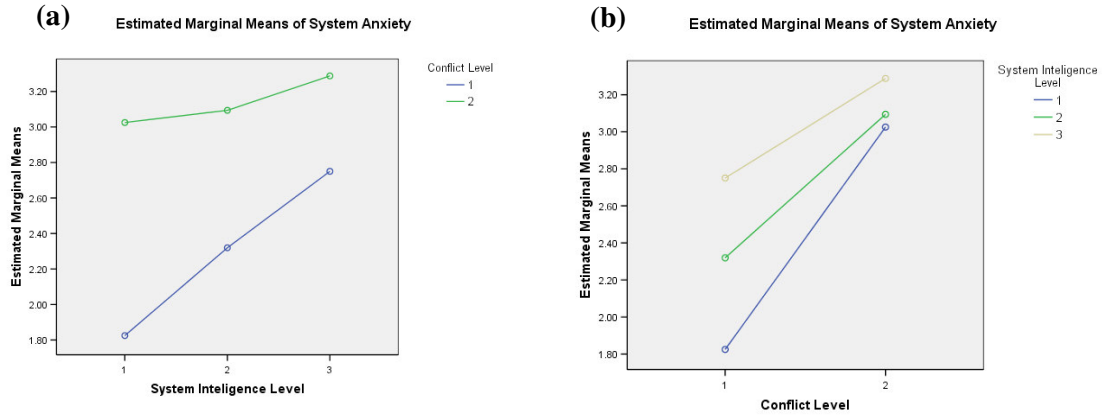 (a)
Estimated Marginal Means of System Anxiety
Conflict Level
1
2
Estimated Marginal Means
3.20
3.00
2.80
2.60
2.40
2.20
2.00
1.80
1
2
3
System Inteligence Level
(b)
Estimated Marginal Means of System Anxiety
System Inteligence
Level
1
2
3
Estimated Marginal Means
3.20
3.00
2.80
2.60
2.40
2.20
2.00
1.80
1
2
Conflict Level